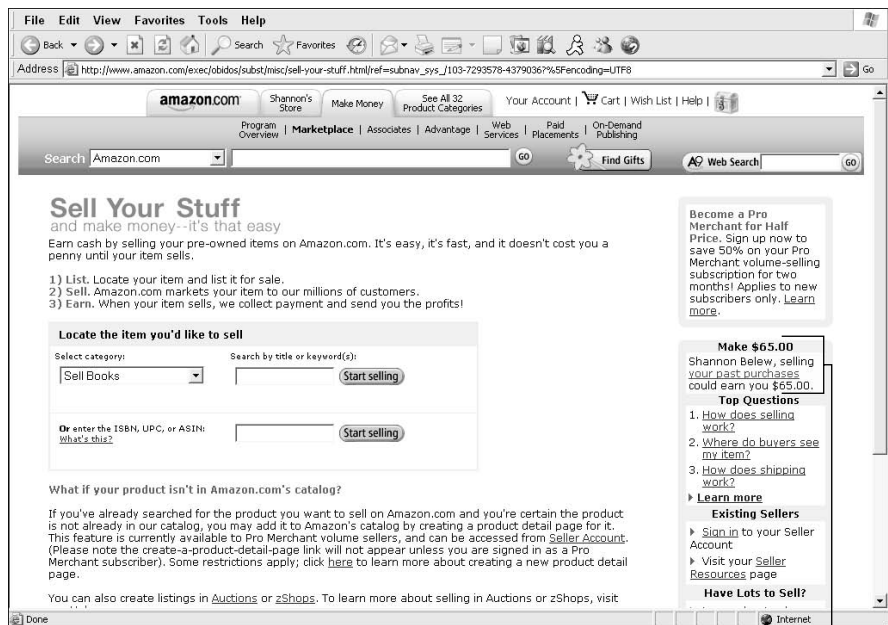 File Edit View Favorites Tools Help
Back Search Favorites
Address http://www.amazon.com/exec/obidos/subst/misc/sell-your-stuff.html/ref=subnav_sys_/103-7293578-4379036?%5Fencoding=UTF8 Go
amazon.com Shannon's Store Make Money See All 32 Product Categories Your Account | Cart | Wish List | Help |
Program Overview | Marketplace | Associates | Advantage | Web Services | Paid Placements | On-Demand Publishing
Search Amazon.com GO Find Gifts A9 Web Search GO
Sell Your Stuff
and make money--it's that easy
Earn cash by selling your pre-owned items on Amazon.com. It's easy, it's fast, and it doesn't cost you a
penny until your item sells.
1) List. Locate your item and list it for sale.
2) Sell. Amazon.com markets your item to our millions of customers.
3) Earn. When your item sells, we collect payment and send you the profits!
Locate the item you'd like to sell
Select category: Search by title or keyword(s):
Sell Books Start selling
Or enter the ISBN, UPC, or ASIN:
What's this? Start selling
What if your product isn't in Amazon.com's catalog?
If you've already searched for the product you want to sell on Amazon.com and you're certain the product
is not already in our catalog, you may add it to Amazon's catalog by creating a product detail page for it.
This feature is currently available to Pro Merchant volume sellers, and can be accessed from Seller Account.
(Please note the create-a-product-detail-page link will not appear unless you are signed in as a Pro
Merchant subscriber). Some restrictions apply; click here to learn more about creating a new product detail
page.
You can also create listings in Auctions or zShops. To learn more about selling in Auctions or zShops, visit
Become a Pro
Merchant for Half
Price. Sign up now to
save 50% on your Pro
Merchant volume-selling
subscription for two
months! Applies to new
subscribers only. Learn
more.
Make $65.00
Shannon Belew, selling
your past purchases
could earn you $65.00.
Top Questions
1. How does selling
work?
2. Where do buyers see
my item?
3. How does shipping
work?
Learn more
Existing Sellers
Sign in to your Seller
Account
Visit your Seller
Resources page
Have Lots to Sell?
Done Internet